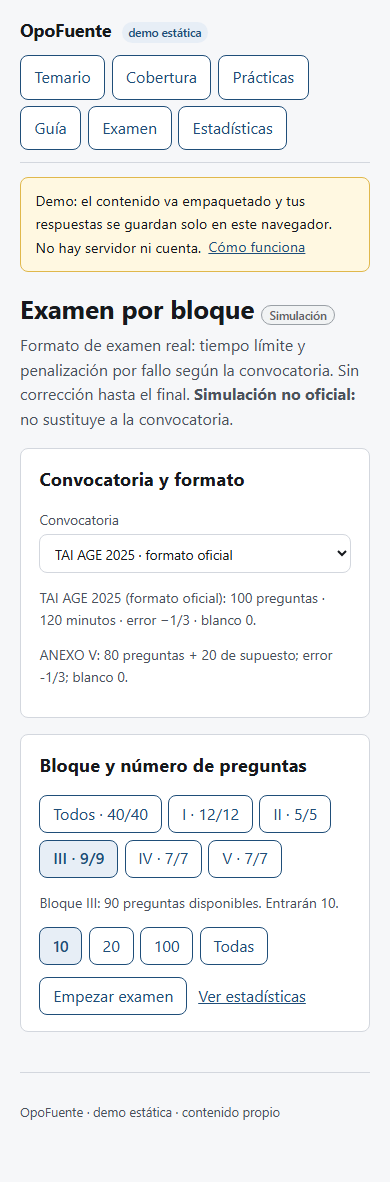 OpoFuente demo estática
Temario Cobertura Prácticas
Guía Examen Estadísticas
Demo: el contenido va empaquetado y tus
respuestas se guardan solo en este navegador.
No hay servidor ni cuenta. Cómo funciona
Examen por bloque Simulación
Formato de examen real: tiempo límite y
penalización por fallo según la convocatoria. Sin
corrección hasta el final. Simulación no oficial:
no sustituye a la convocatoria.
Convocatoria y formato
Convocatoria
TAI AGE 2025 · formato oficial
TAI AGE 2025 (formato oficial): 100 preguntas ·
120 minutos · error −1/3 · blanco 0.
ANEXO V: 80 preguntas + 20 de supuesto; error
-1/3; blanco 0.
Bloque y número de preguntas
Todos · 40/40 I · 12/12 II · 5/5
III · 9/9 IV · 7/7 V · 7/7
Bloque III: 90 preguntas disponibles. Entrarán 10.
10 20 100 Todas
Empezar examen Ver estadísticas
OpoFuente · demo estática · contenido propio